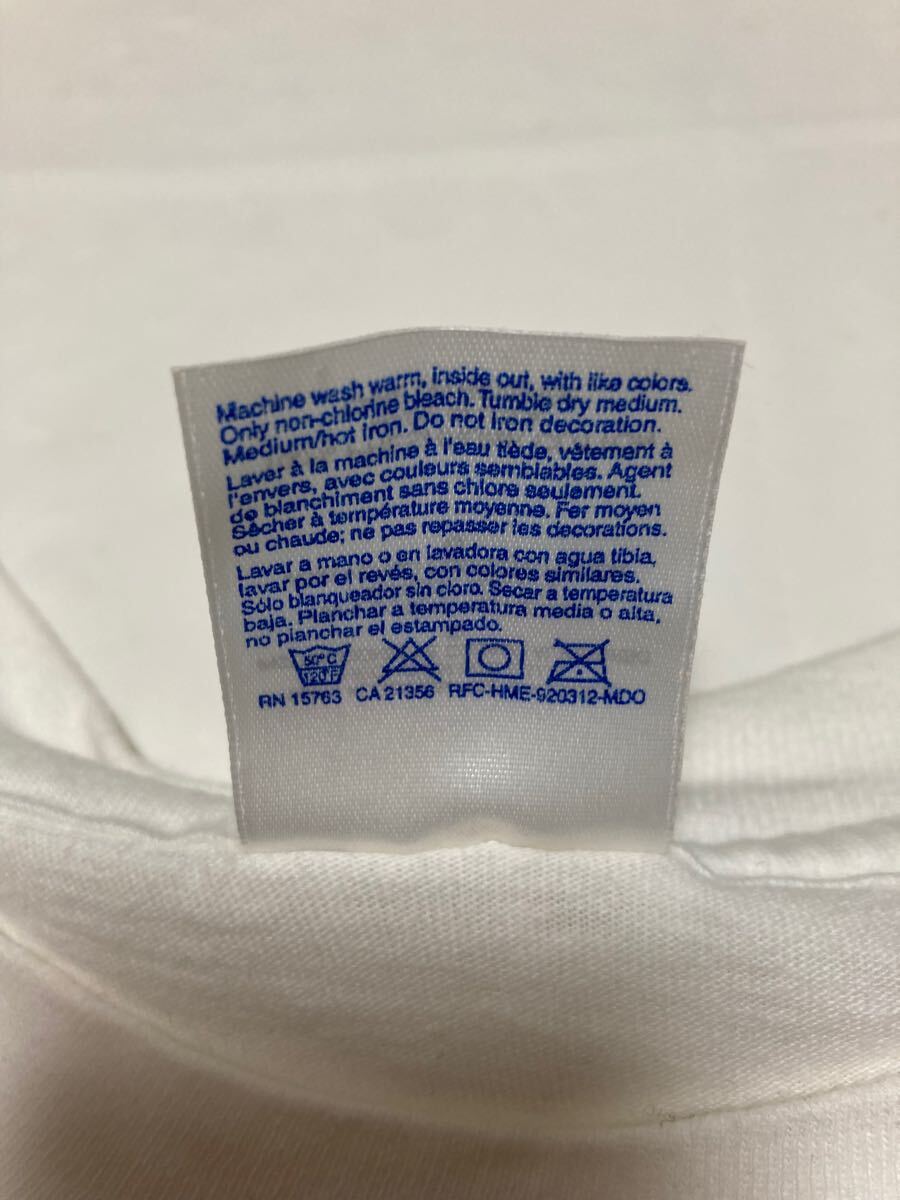 Machine wash warm, inside out, with like colors.
Only non-chlorine bleach. Tumble dry medium.
Medium/hot iron. Do not iron decoration.
Laver à la machine à l'eau tiède, vêtement à
l'envers, avec couleurs semblables. Agent
de blanchiment sans chlore seulement.
Sécher à température moyenne. Fer moyen
ou chaude; ne pas repasser les decorations.
Lavar a mano o en lavadora con agua tibia,
lavar por el revés, con colores similares.
Sólo blanqueador sin cloro. Secar a temperatura
baja. Planchar a temperatura media o alta,
no planchar el estampado.
50°C
120°F
RN 15763 CA 21356 RFC-HME-920312-MDO